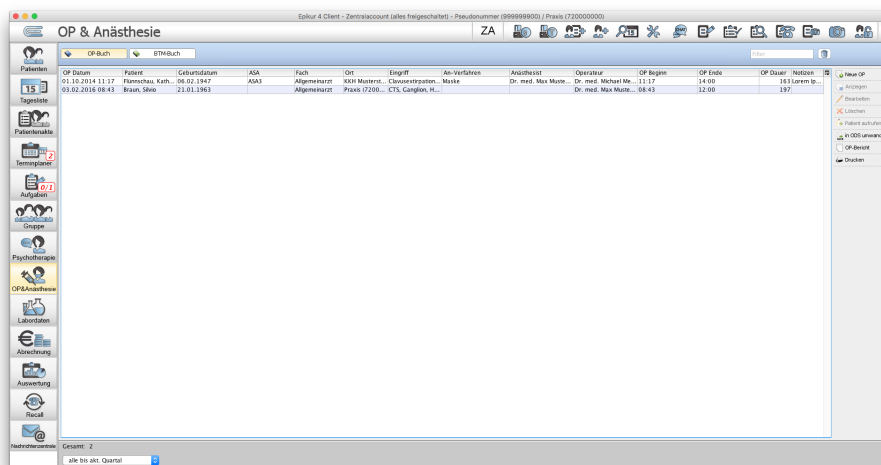 Epikur 4 Client - Zentralaccount (alles freigeschaltet) - Pseudonummer (999999900) / Praxis (720000000)
OP & Anästhesie
ZA
Patienten
15
Tagesliste
Patientenakte
2
Terminplaner
0/1
Aufgaben
Gruppe
Psychotherapie
OP&Anästhesie
Labordaten
Abrechnung
Auswertung
Recall
Nachrichtenzentrale
OP-Buch BTM-Buch
Filter
OP Datum Patient Geburtsdatum ASA Fach Ort Eingriff An-Verfahren Anästhesist Operateur OP Beginn OP Ende OP Dauer Notizen
01.10.2014 11:17 Flünnschau, Kath... 06.02.1947 ASA3 Allgemeinarzt KKH Musterst... Clavusextirpation... Maske Dr. med. Max Muste... Dr. med. Michael Me... 11:17 14:00 163 Lorem ip...
03.02.2016 08:43 Braun, Silvio 21.01.1963 Allgemeinarzt Praxis (7200... CTS, Ganglion, H... Dr. med. Max Muste... 08:43 12:00 197
Neue OP
Anzeigen
Bearbeiten
Löschen
Patient aufrufen
in ODS umwand
OP-Bericht
Drucken
Gesamt: 2
alle bis akt. Quartal